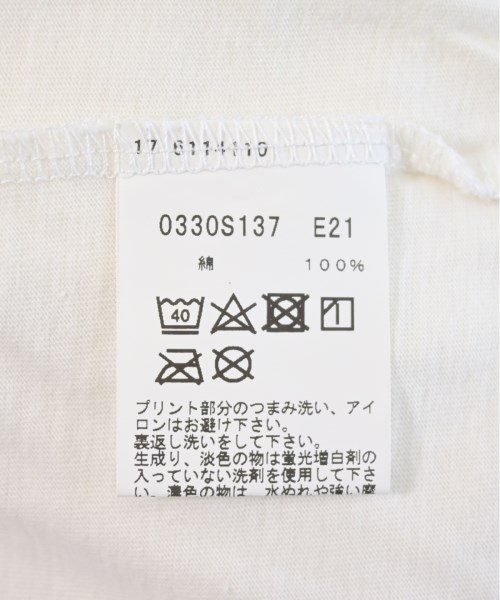 17 6114410
0330S137 E21
綿 100%
40
プリント部分のつまみ洗い、アイ
ロンはお避け下さい。
裏返し洗いをして下さい。
生成り、淡色の物は蛍光増白剤の
入っていない洗剤を使用して下さ
い。濃色の物は、水ぬれや強い摩